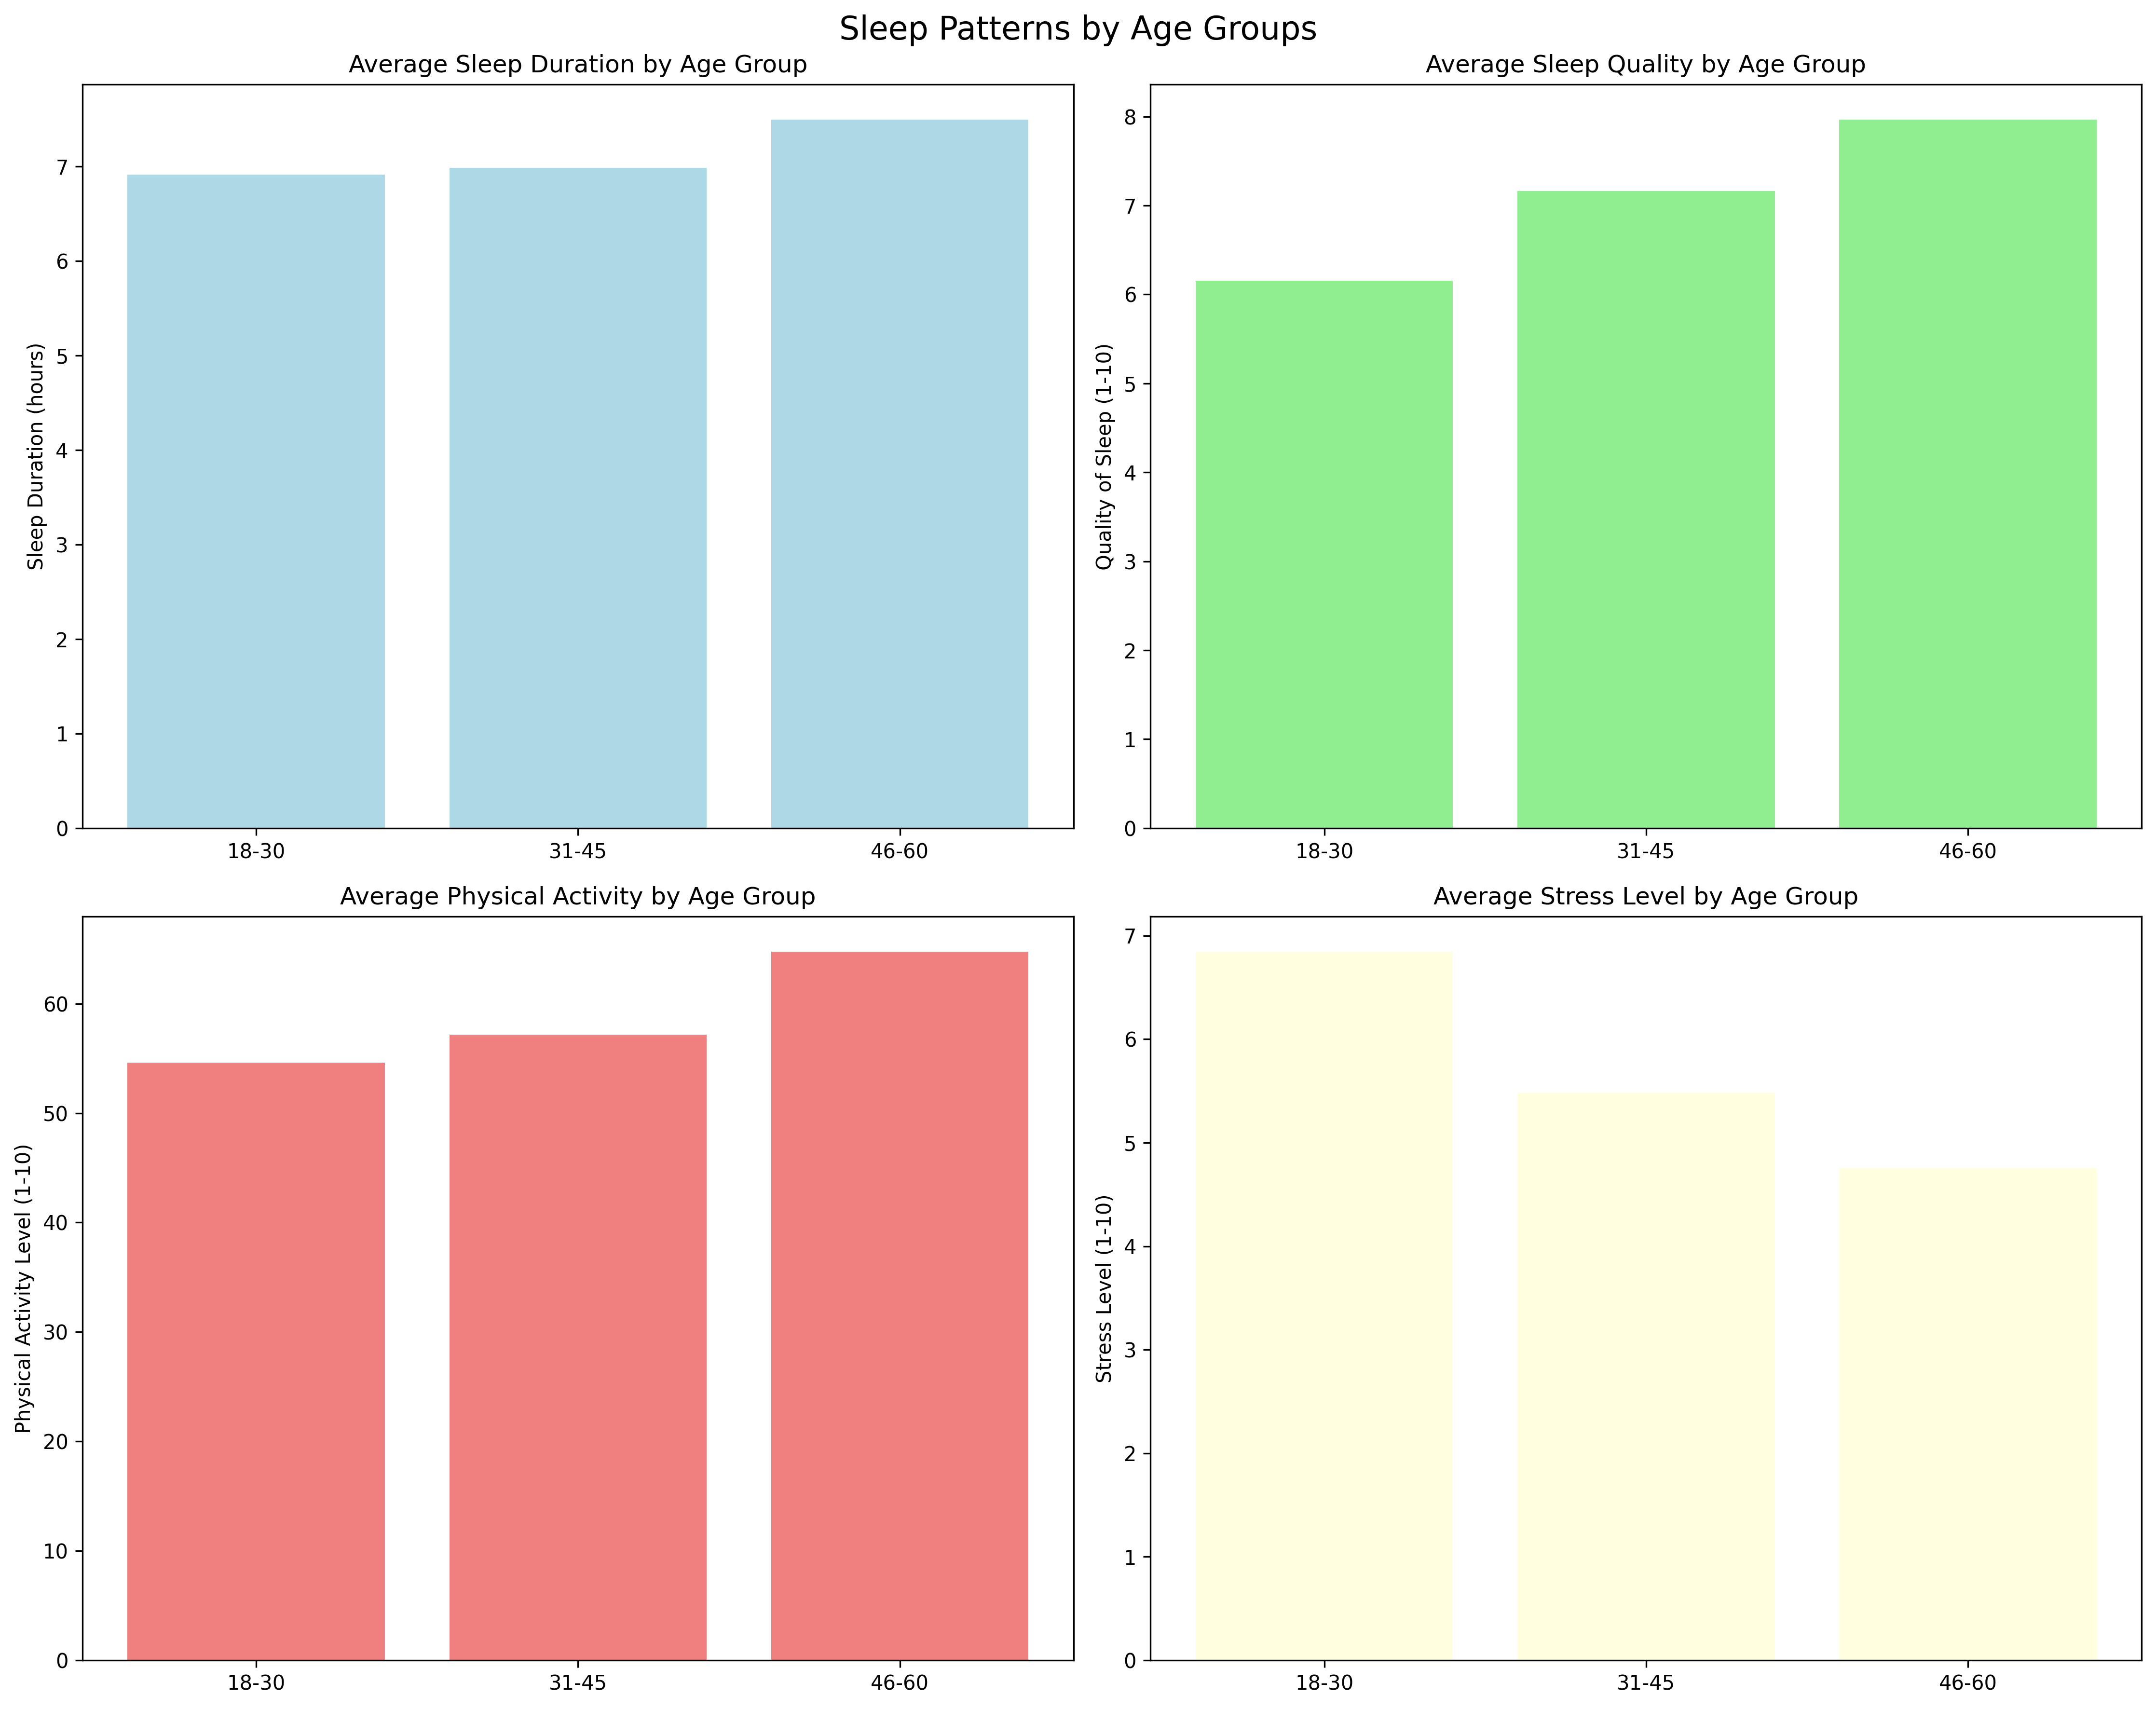 Sleep Patterns by Age Groups
Average Sleep Duration by Age Group
Sleep Duration (hours)
7
6
5
4
3
2
1
0
18-30 31-45 46-60
Average Sleep Quality by Age Group
Quality of Sleep (1-10)
8
7
6
5
4
3
2
1
0
18-30 31-45 46-60
Average Physical Activity by Age Group
Physical Activity Level (1-10)
60
50
40
30
20
10
0
18-30 31-45 46-60
Average Stress Level by Age Group
Stress Level (1-10)
7
6
5
4
3
2
1
0
18-30 31-45 46-60